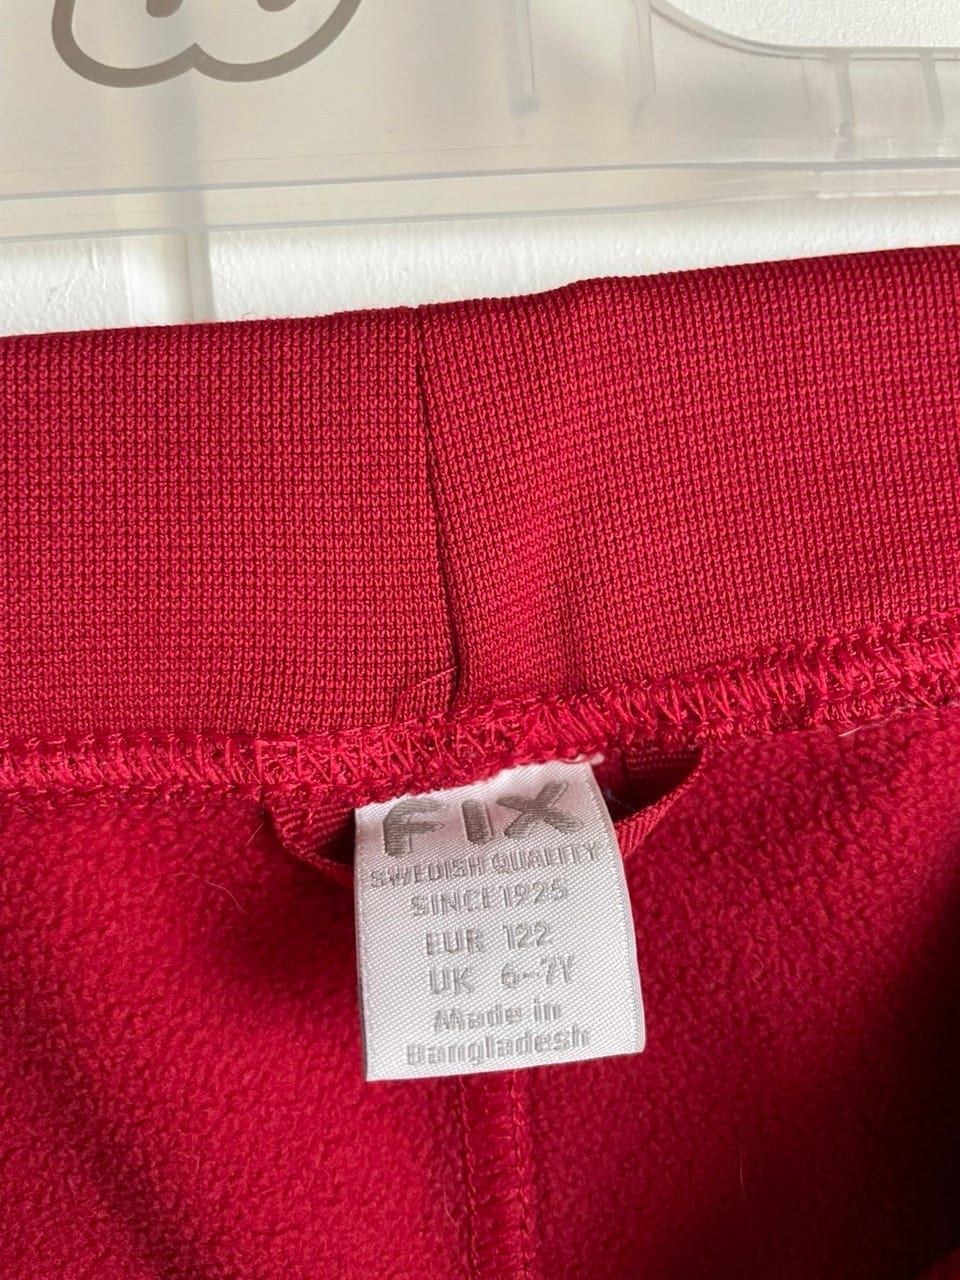 FIX
SWEDISH QUALITY
SINCE 1925
EUR 122
UK 6-7Y
Made in
Bangladesh